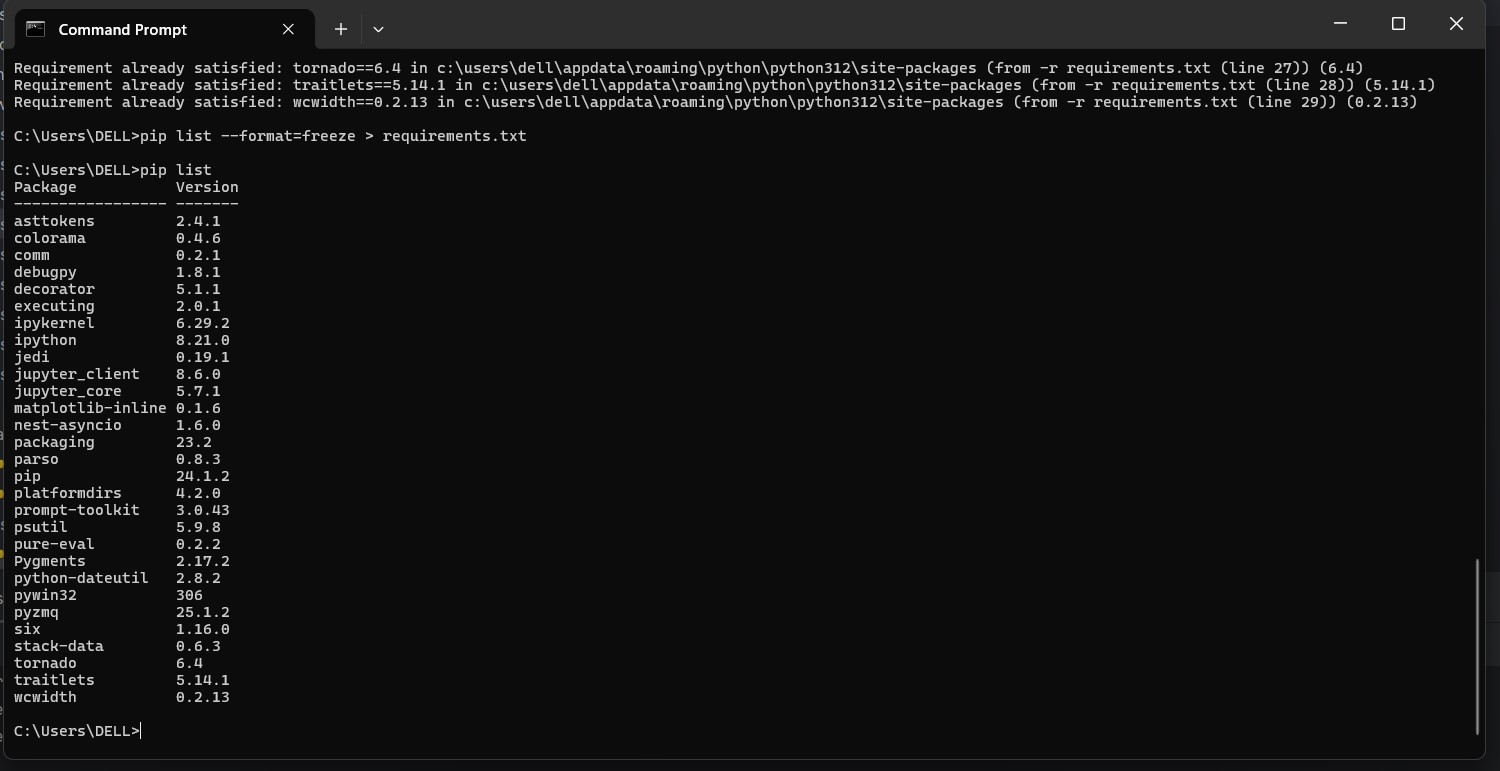 Command Prompt
Requirement already satisfied: tornado==6.4 in c:\users\dell\appdata\roaming\python\python312\site-packages (from -r requirements.txt (line 27)) (6.4)
Requirement already satisfied: traitlets==5.14.1 in c:\users\dell\appdata\roaming\python\python312\site-packages (from -r requirements.txt (line 28)) (5.14.1)
Requirement already satisfied: wcwidth==0.2.13 in c:\users\dell\appdata\roaming\python\python312\site-packages (from -r requirements.txt (line 29)) (0.2.13)
C:\Users\DELL>pip list --format=freeze > requirements.txt
C:\Users\DELL>pip list
Package           Version
----------------- -------
asttokens         2.4.1
colorama          0.4.6
comm              0.2.1
debugpy           1.8.1
decorator         5.1.1
executing         2.0.1
ipykernel         6.29.2
ipython           8.21.0
jedi              0.19.1
jupyter_client    8.6.0
jupyter_core      5.7.1
matplotlib-inline 0.1.6
nest-asyncio      1.6.0
packaging         23.2
parso             0.8.3
pip               24.1.2
platformdirs      4.2.0
prompt-toolkit    3.0.43
psutil            5.9.8
pure-eval         0.2.2
Pygments          2.17.2
python-dateutil   2.8.2
pywin32           306
pyzmq             25.1.2
six               1.16.0
stack-data        0.6.3
tornado           6.4
traitlets         5.14.1
wcwidth           0.2.13
C:\Users\DELL>